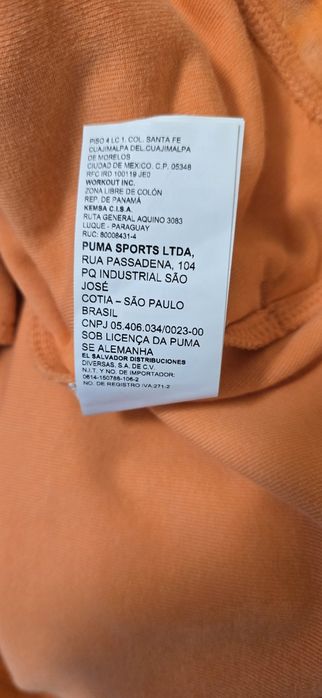 PISO 4 LC 1. COL. SANTA FE
CUAJIMALPA DEL.CUAJIMALPA
DE MORELOS
CIUDAD DE MEXICO, C.P. 05348
RFC IRO 100119 JE0
WORKOUT INC.
ZONA LIBRE DE COLÓN
REP. DE PANAMÁ
KEMSA C.I.S.A.
RUTA GENERAL AQUINO 3083
LUQUE - PARAGUAY
RUC: 80008431-4
PUMA SPORTS LTDA,
RUA PASSADENA, 104
PQ INDUSTRIAL SÃO
JOSÉ
COTIA – SÃO PAULO
BRASIL
CNPJ 05.406.034/0023-00
SOB LICENÇA DA PUMA
SE ALEMANHA
EL SALVADOR DISTRIBUCIONES
DIVERSAS, S.A. DE C.V.
N.I.T. Y NO. DE IMPORTADOR:
0614-150788-106-2
NO. DE REGISTRO IVA:271-2